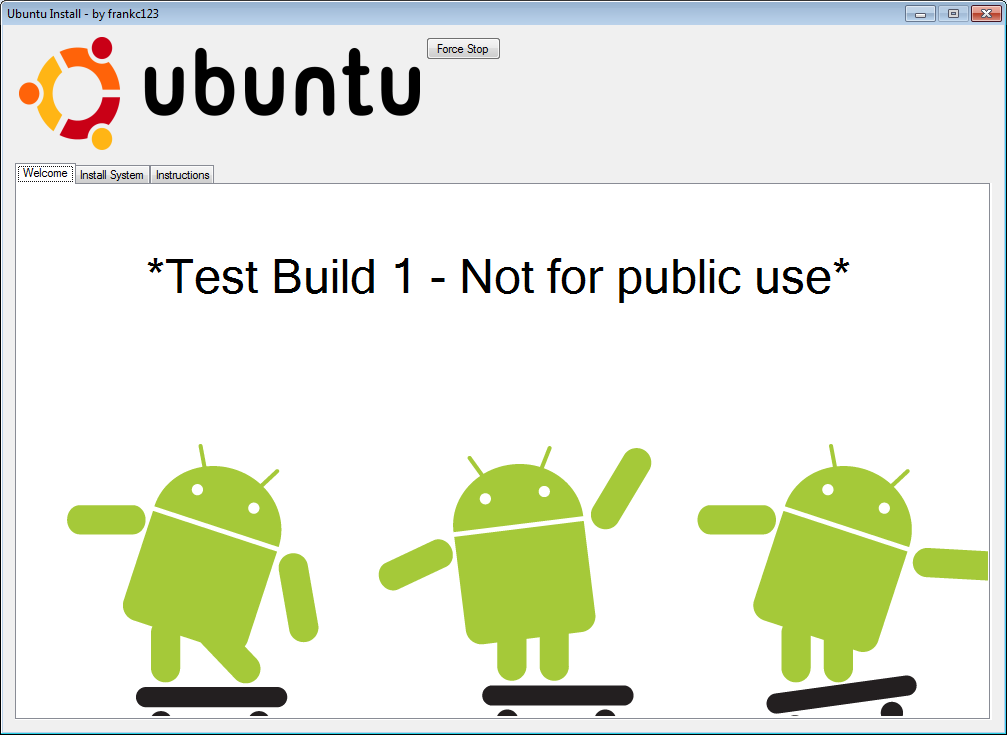 Ubuntu Install - by frankc123
ubuntu
Force Stop
Welcome Install System Instructions
*Test Build 1 - Not for public use*